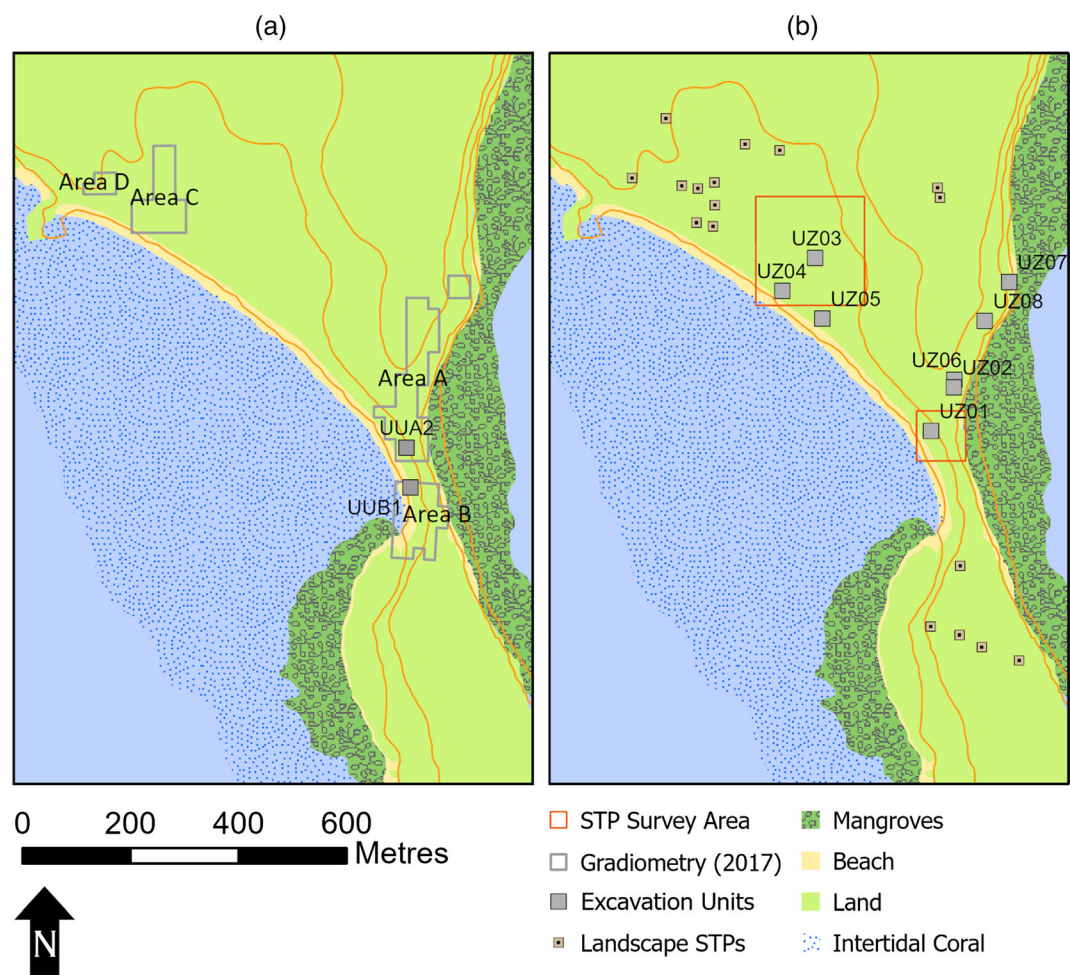 (a)
(b)
Area D
Area C
Area A
UUA2
UUB1
Area B
UZ03
UZ04
UZ05
UZ07
UZ08
UZ06
UZ02
UZ01
0 200 400 600
Metres
N
STP Survey Area
Gradiometry (2017)
Excavation Units
Landscape STPs
Mangroves
Beach
Land
Intertidal Coral